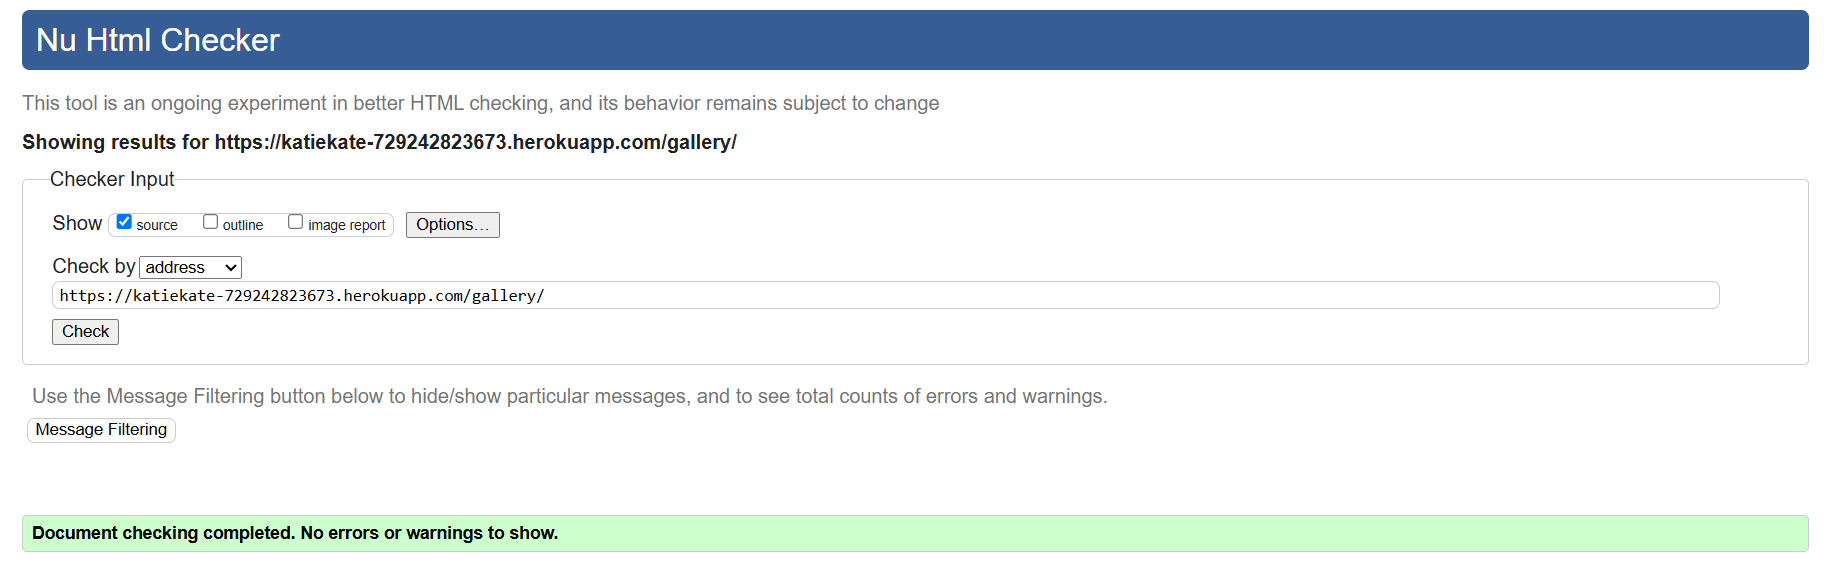 Nu Html Checker
This tool is an ongoing experiment in better HTML checking, and its behavior remains subject to change
Showing results for https://katiekate-729242823673.herokuapp.com/gallery/
Checker Input
Show source outline image report Options...
Check by address
https://katiekate-729242823673.herokuapp.com/gallery/
Check
Use the Message Filtering button below to hide/show particular messages, and to see total counts of errors and warnings.
Message Filtering
Document checking completed. No errors or warnings to show.